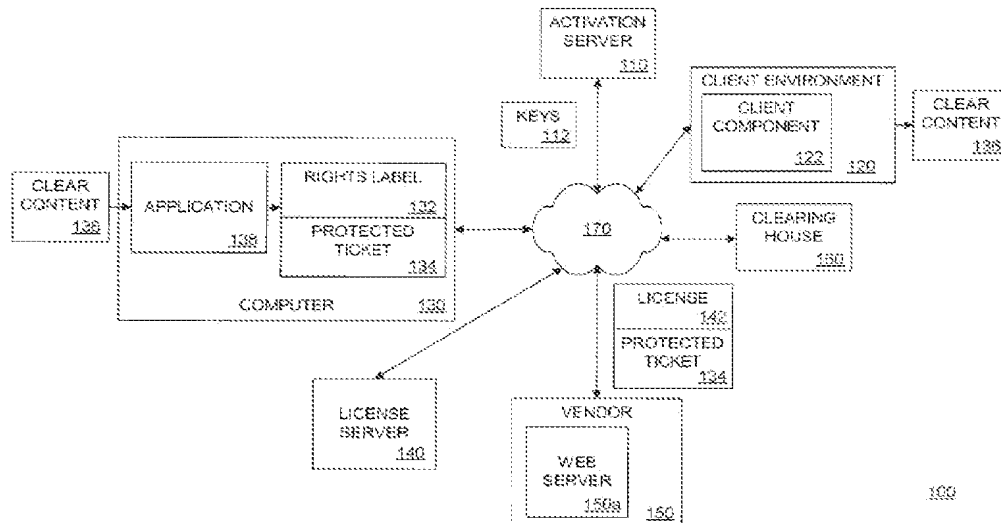 ACTIVATION
SERVER
110
KEYS
112
CLIENT ENVIRONMENT
CLIENT
COMPONENT
122
120
CLEAR
CONTENT
136
CLEAR
CONTENT
136
APPLICATION
138
RIGHTS LABEL
132
PROTECTED
TICKET
134
COMPUTER
130
170
CLEARING
HOUSE
160
LICENSE
142
PROTECTED
TICKET
134
LICENSE
SERVER
140
VENDOR
WEB
SERVER
150a
150
100